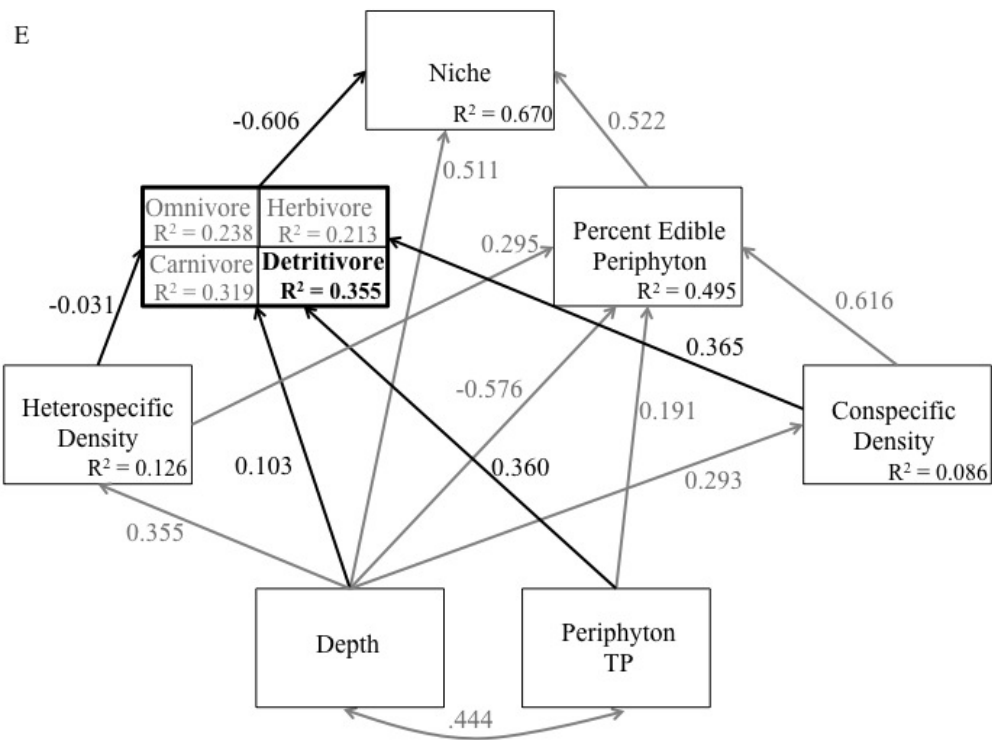 E
Niche
R² = 0.670
-0.606
0.522
0.511
Omnivore
R² = 0.238
Herbivore
R² = 0.213
Carnivore
R² = 0.319
Detritivore
R² = 0.355
0.295
Percent Edible
Periphyton
R² = 0.495
-0.031
0.616
0.365
Heterospecific
Density
R² = 0.126
-0.576
0.191
Conspecific
Density
R² = 0.086
0.103
0.360
0.293
0.355
Depth
Periphyton
TP
.444